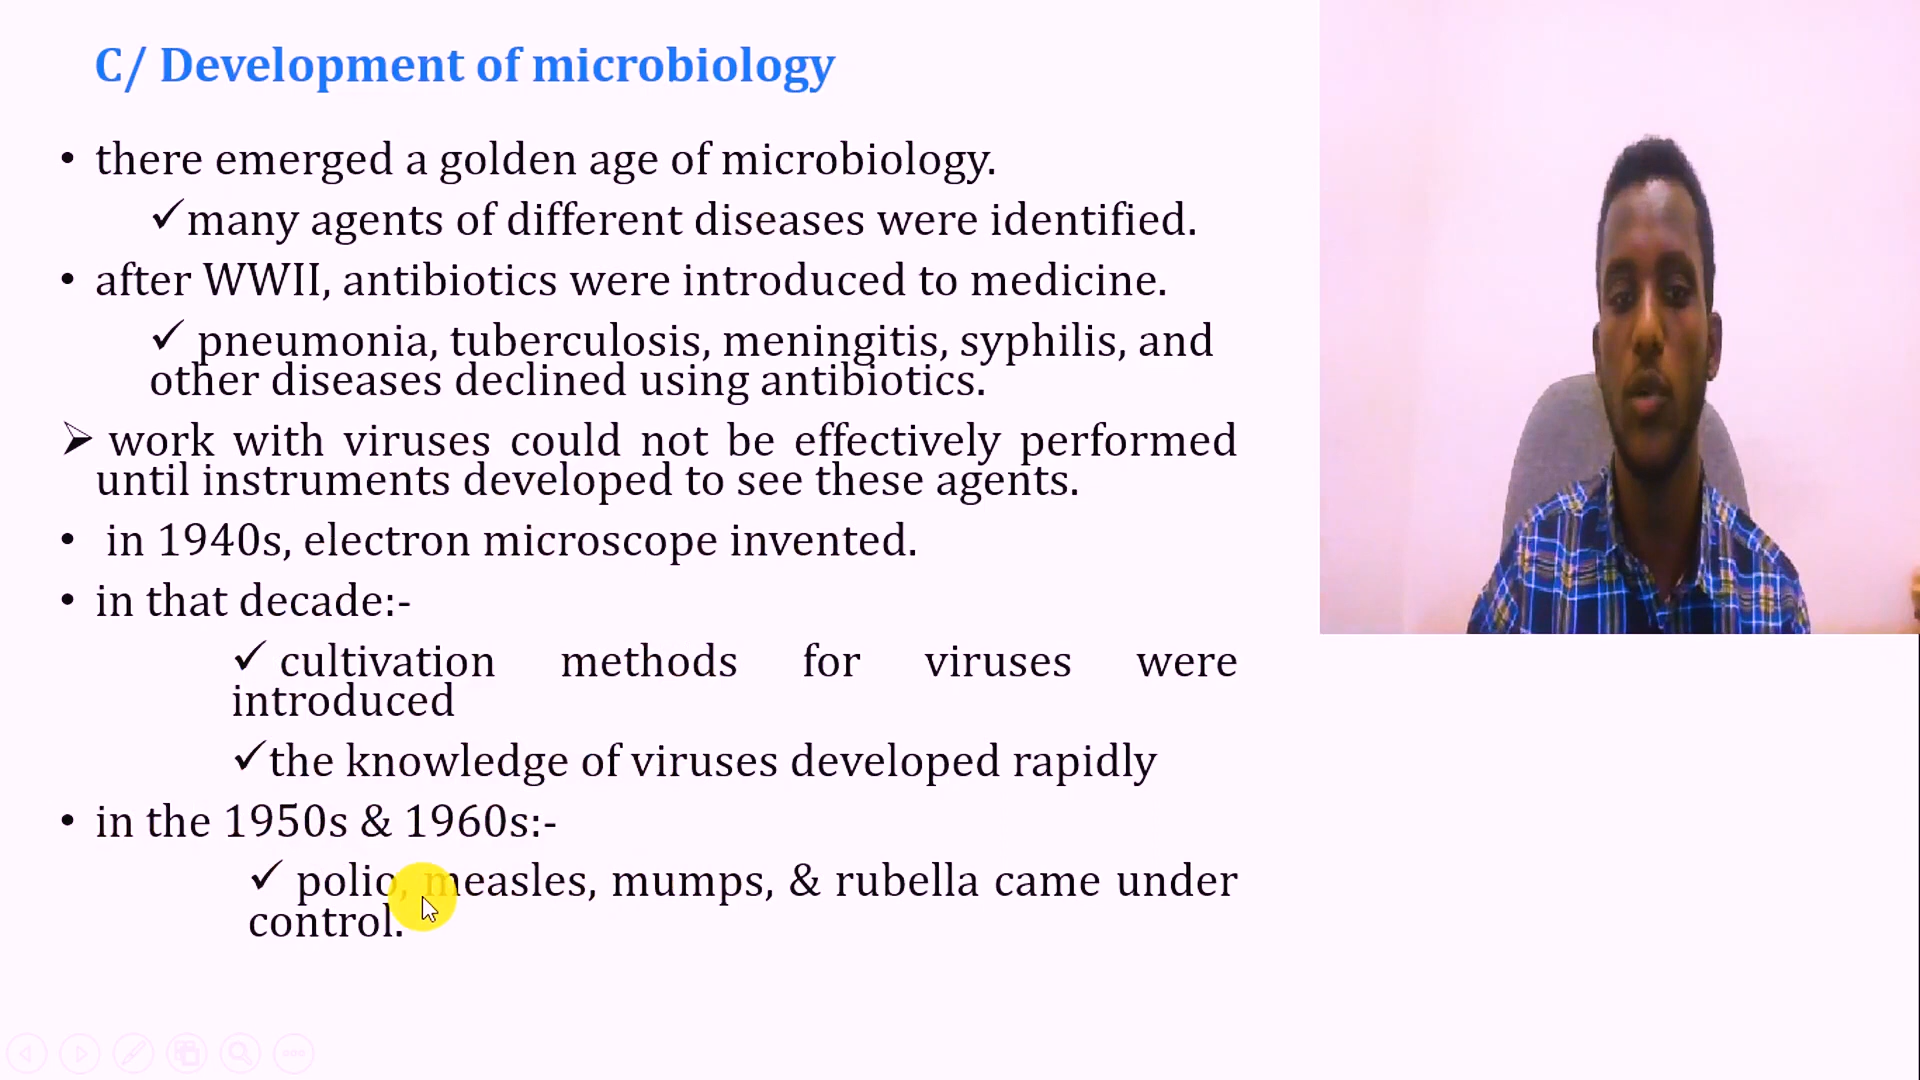 C/ Development of microbiology
• there emerged a golden age of microbiology.
✓many agents of different diseases were identified.
• after WWII, antibiotics were introduced to medicine.
✓ pneumonia, tuberculosis, meningitis, syphilis, and
other diseases declined using antibiotics.
➢ work with viruses could not be effectively performed
until instruments developed to see these agents.
• in 1940s, electron microscope invented.
• in that decade:-
✓ cultivation methods for viruses were
introduced
✓the knowledge of viruses developed rapidly
• in the 1950s & 1960s:-
✓ polio, measles, mumps, & rubella came under
control.